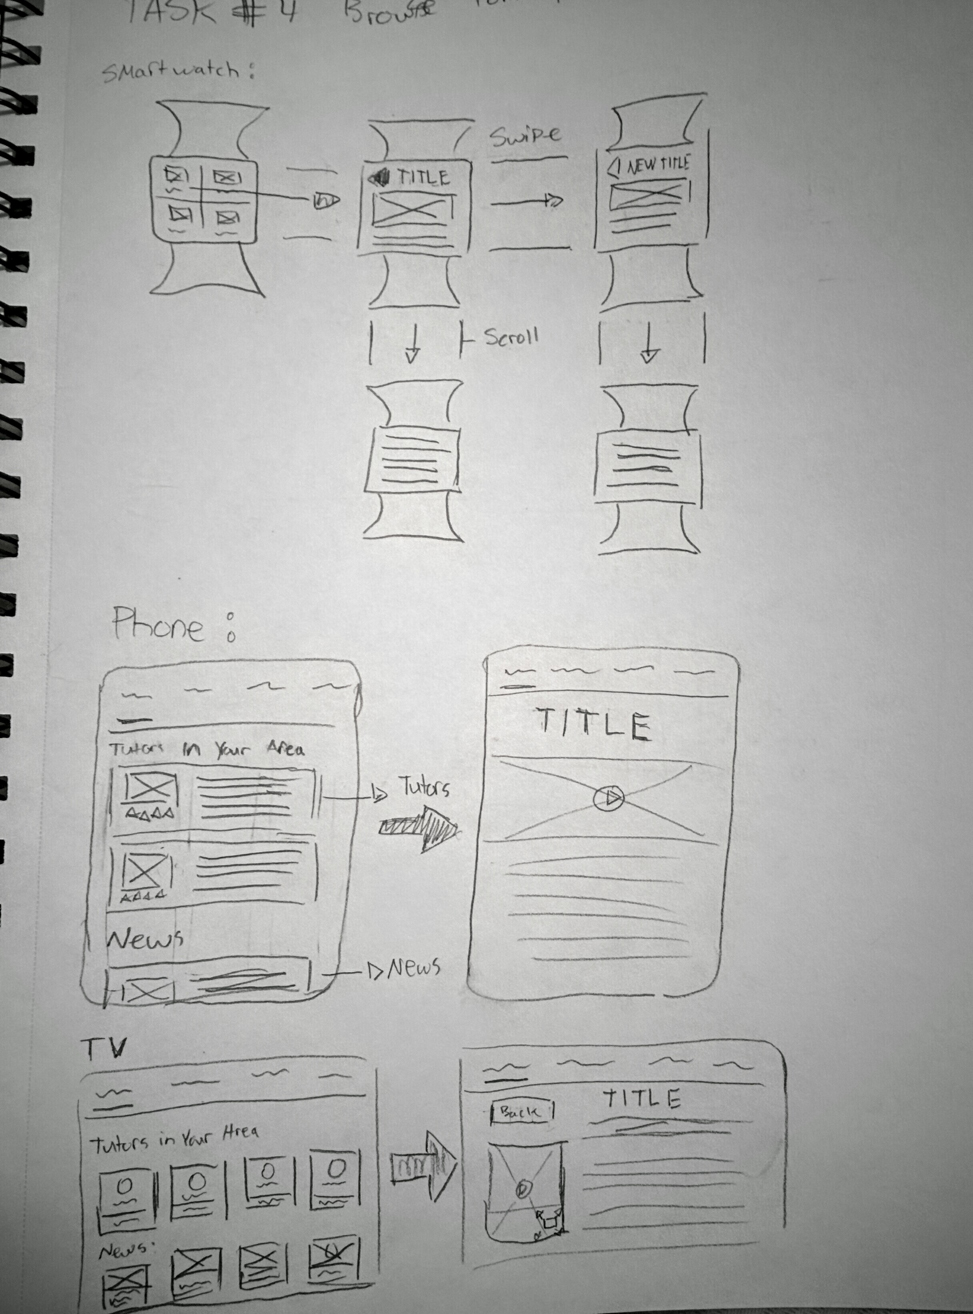 TASK # 4 Browse
Smartwatch:
Swipe
TITLE
NEW TITLE
Scroll
Phone:
TITLE
Tutors In Your Area
Tutors
News
News
TV
TITLE
Back
Tutors in Your Area
News: